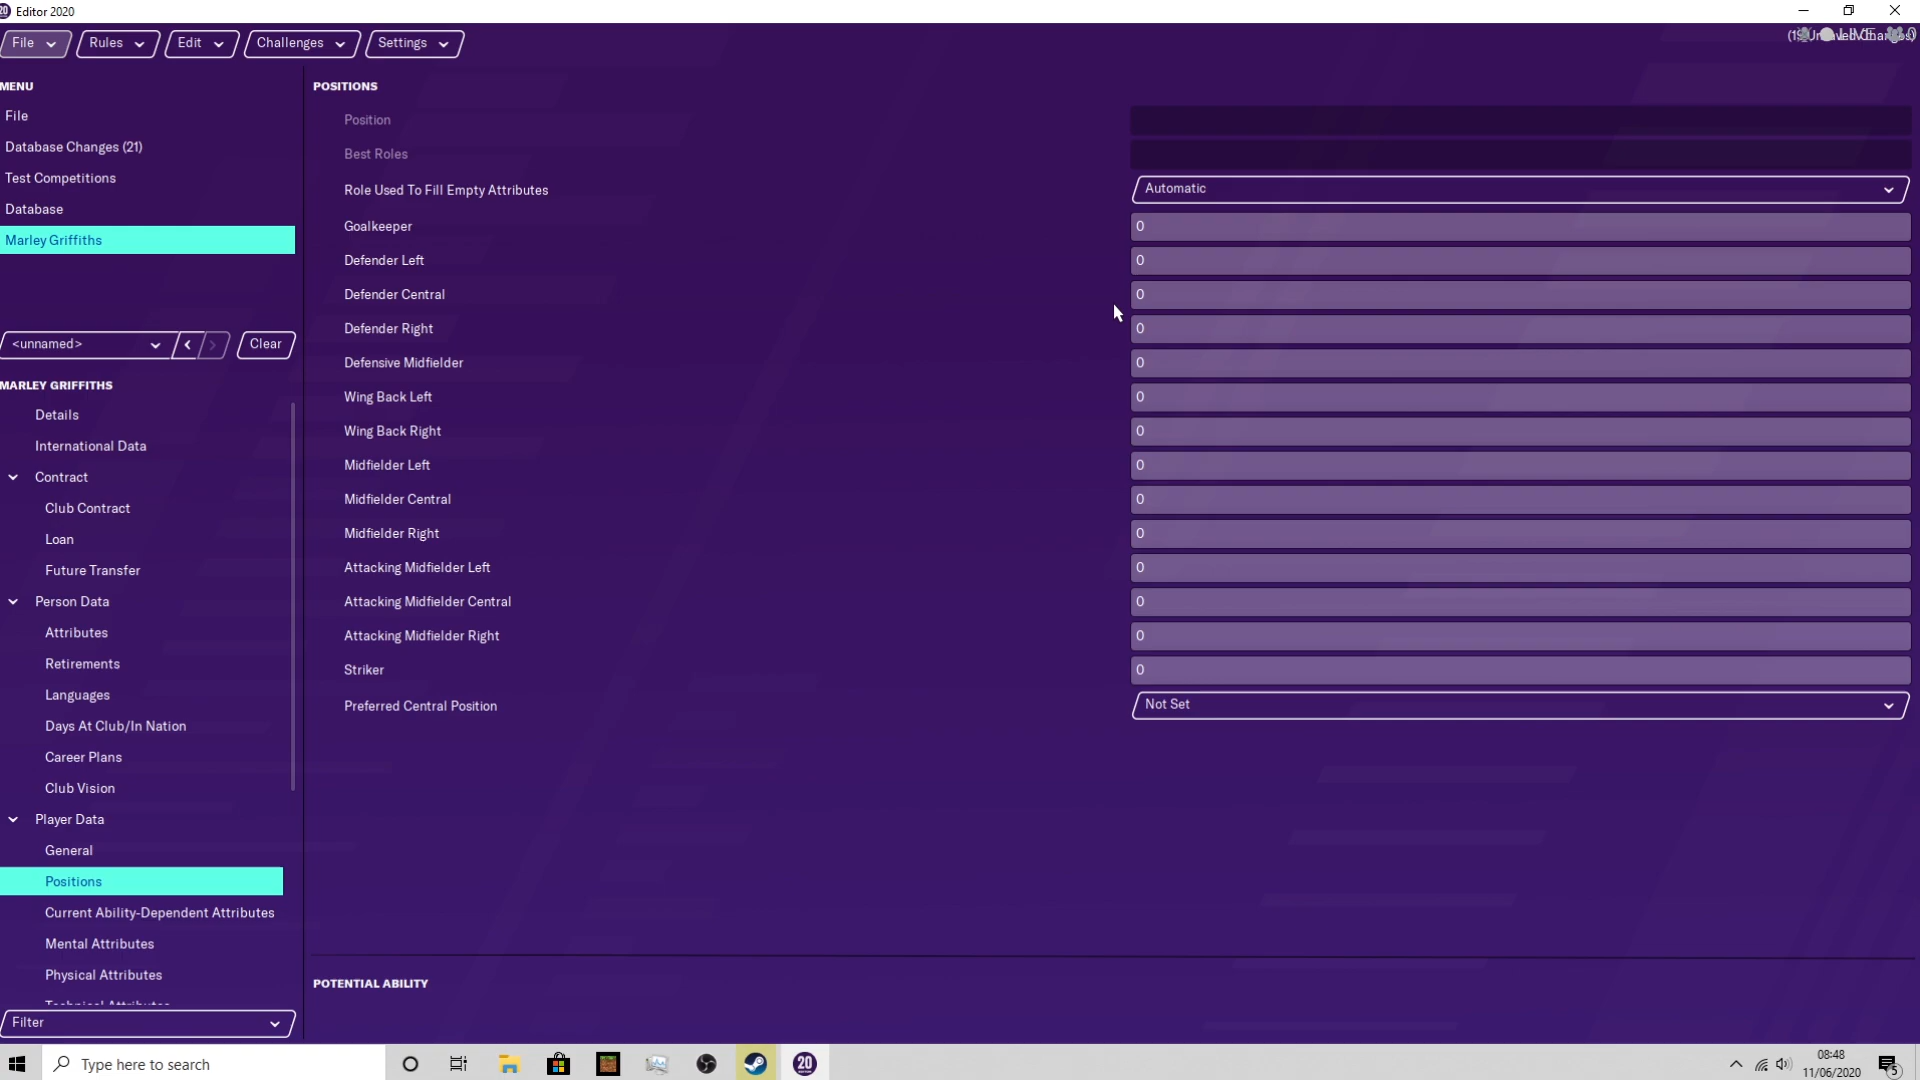 Editor 2020
File
Rules
Edit
Challenges
Settings
MENU
File
Database Changes (21)
Test Competitions
Database
Marley Griffiths
<unnamed>
Clear
MARLEY GRIFFITHS
Details
International Data
Contract
Club Contract
Loan
Future Transfer
Person Data
Attributes
Retirements
Languages
Days At Club/In Nation
Career Plans
Club Vision
Player Data
General
Positions
Current Ability-Dependent Attributes
Mental Attributes
Physical Attributes
Technical Attributes
Filter
POSITIONS
Position
Best Roles
Role Used To Fill Empty Attributes Automatic
Goalkeeper 0
Defender Left 0
Defender Central 0
Defender Right 0
Defensive Midfielder 0
Wing Back Left 0
Wing Back Right 0
Midfielder Left 0
Midfielder Central 0
Midfielder Right 0
Attacking Midfielder Left 0
Attacking Midfielder Central 0
Attacking Midfielder Right 0
Striker 0
Preferred Central Position Not Set
POTENTIAL ABILITY
Type here to search
20
08:48
11/06/2020
5